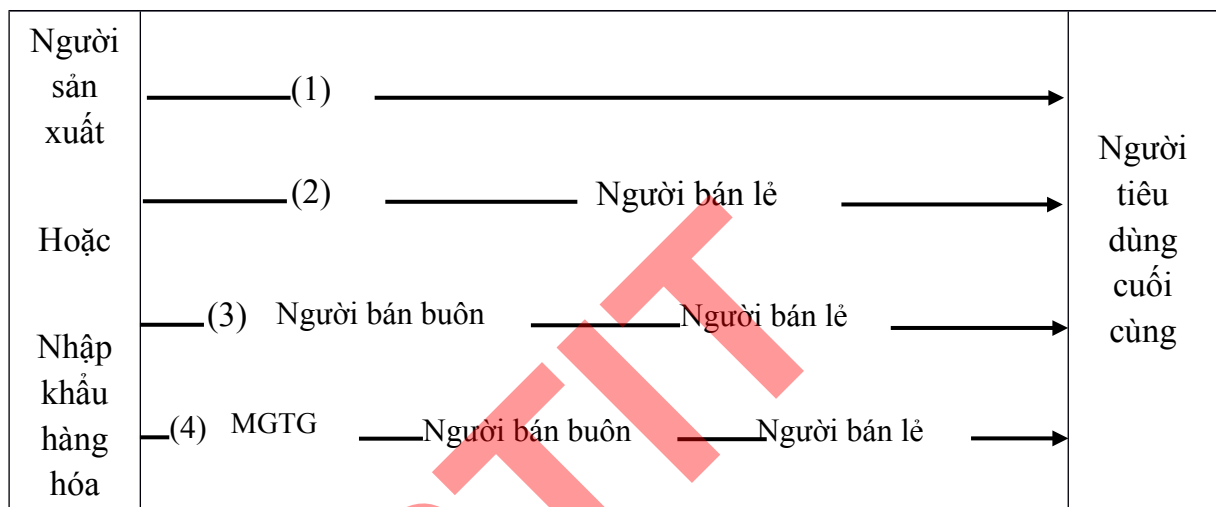 Người
sản
xuất
Hoặc
Nhập
khẩu
hàng
hóa
(1)
(2) Người bán lẻ
(3) Người bán buôn Người bán lẻ
(4) MGTG Người bán buôn Người bán lẻ
Người
tiêu
dùng
cuối
cùng
PTIT